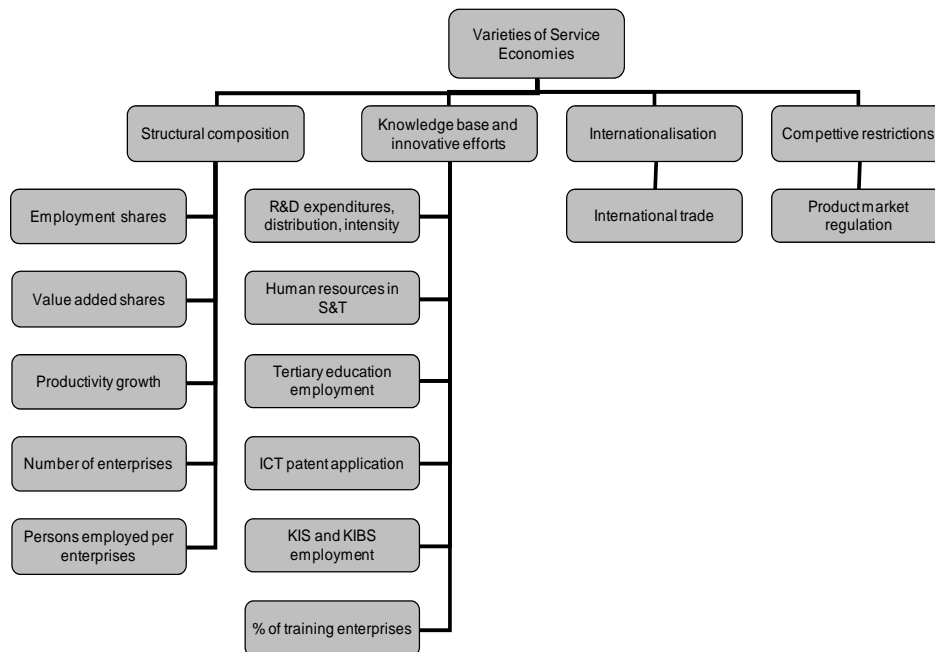 Varieties of Service
Economies
Structural composition
Knowledge base and
innovative efforts
Internationalisation
Compettive restrictions
Employment shares
R&D expenditures,
distribution, intensity
International trade
Product market
regulation
Value added shares
Human resources in
S&T
Productivity growth
Tertiary education
employment
Number of enterprises
ICT patent application
Persons employed per
enterprises
KIS and KIBS
employment
% of training enterprises